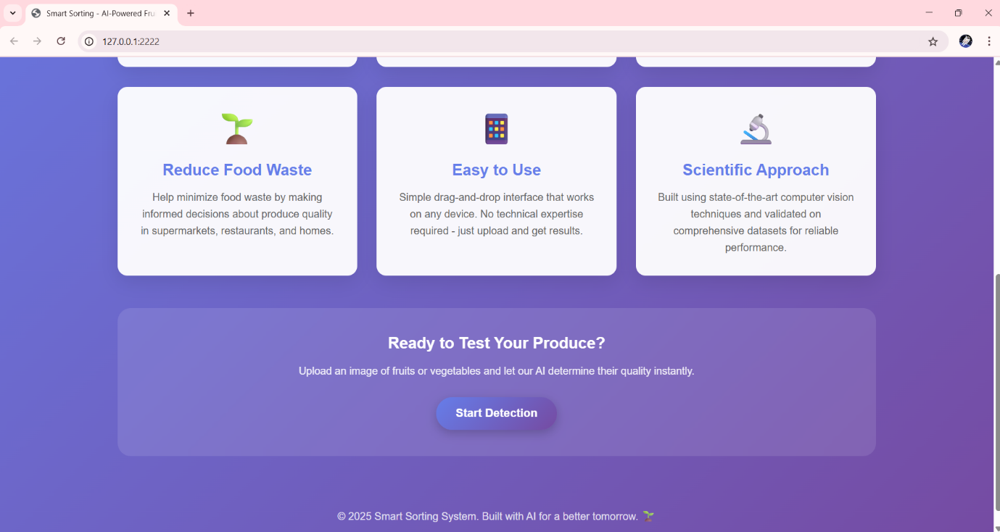 Smart Sorting - AI-Powered Fru
127.0.0.1:2222
Reduce Food Waste
Help minimize food waste by making
informed decisions about produce quality
in supermarkets, restaurants, and homes.
Easy to Use
Simple drag-and-drop interface that works
on any device. No technical expertise
required - just upload and get results.
Scientific Approach
Built using state-of-the-art computer vision
techniques and validated on
comprehensive datasets for reliable
performance.
Ready to Test Your Produce?
Upload an image of fruits or vegetables and let our AI determine their quality instantly.
Start Detection
© 2025 Smart Sorting System. Built with AI for a better tomorrow. 🌱